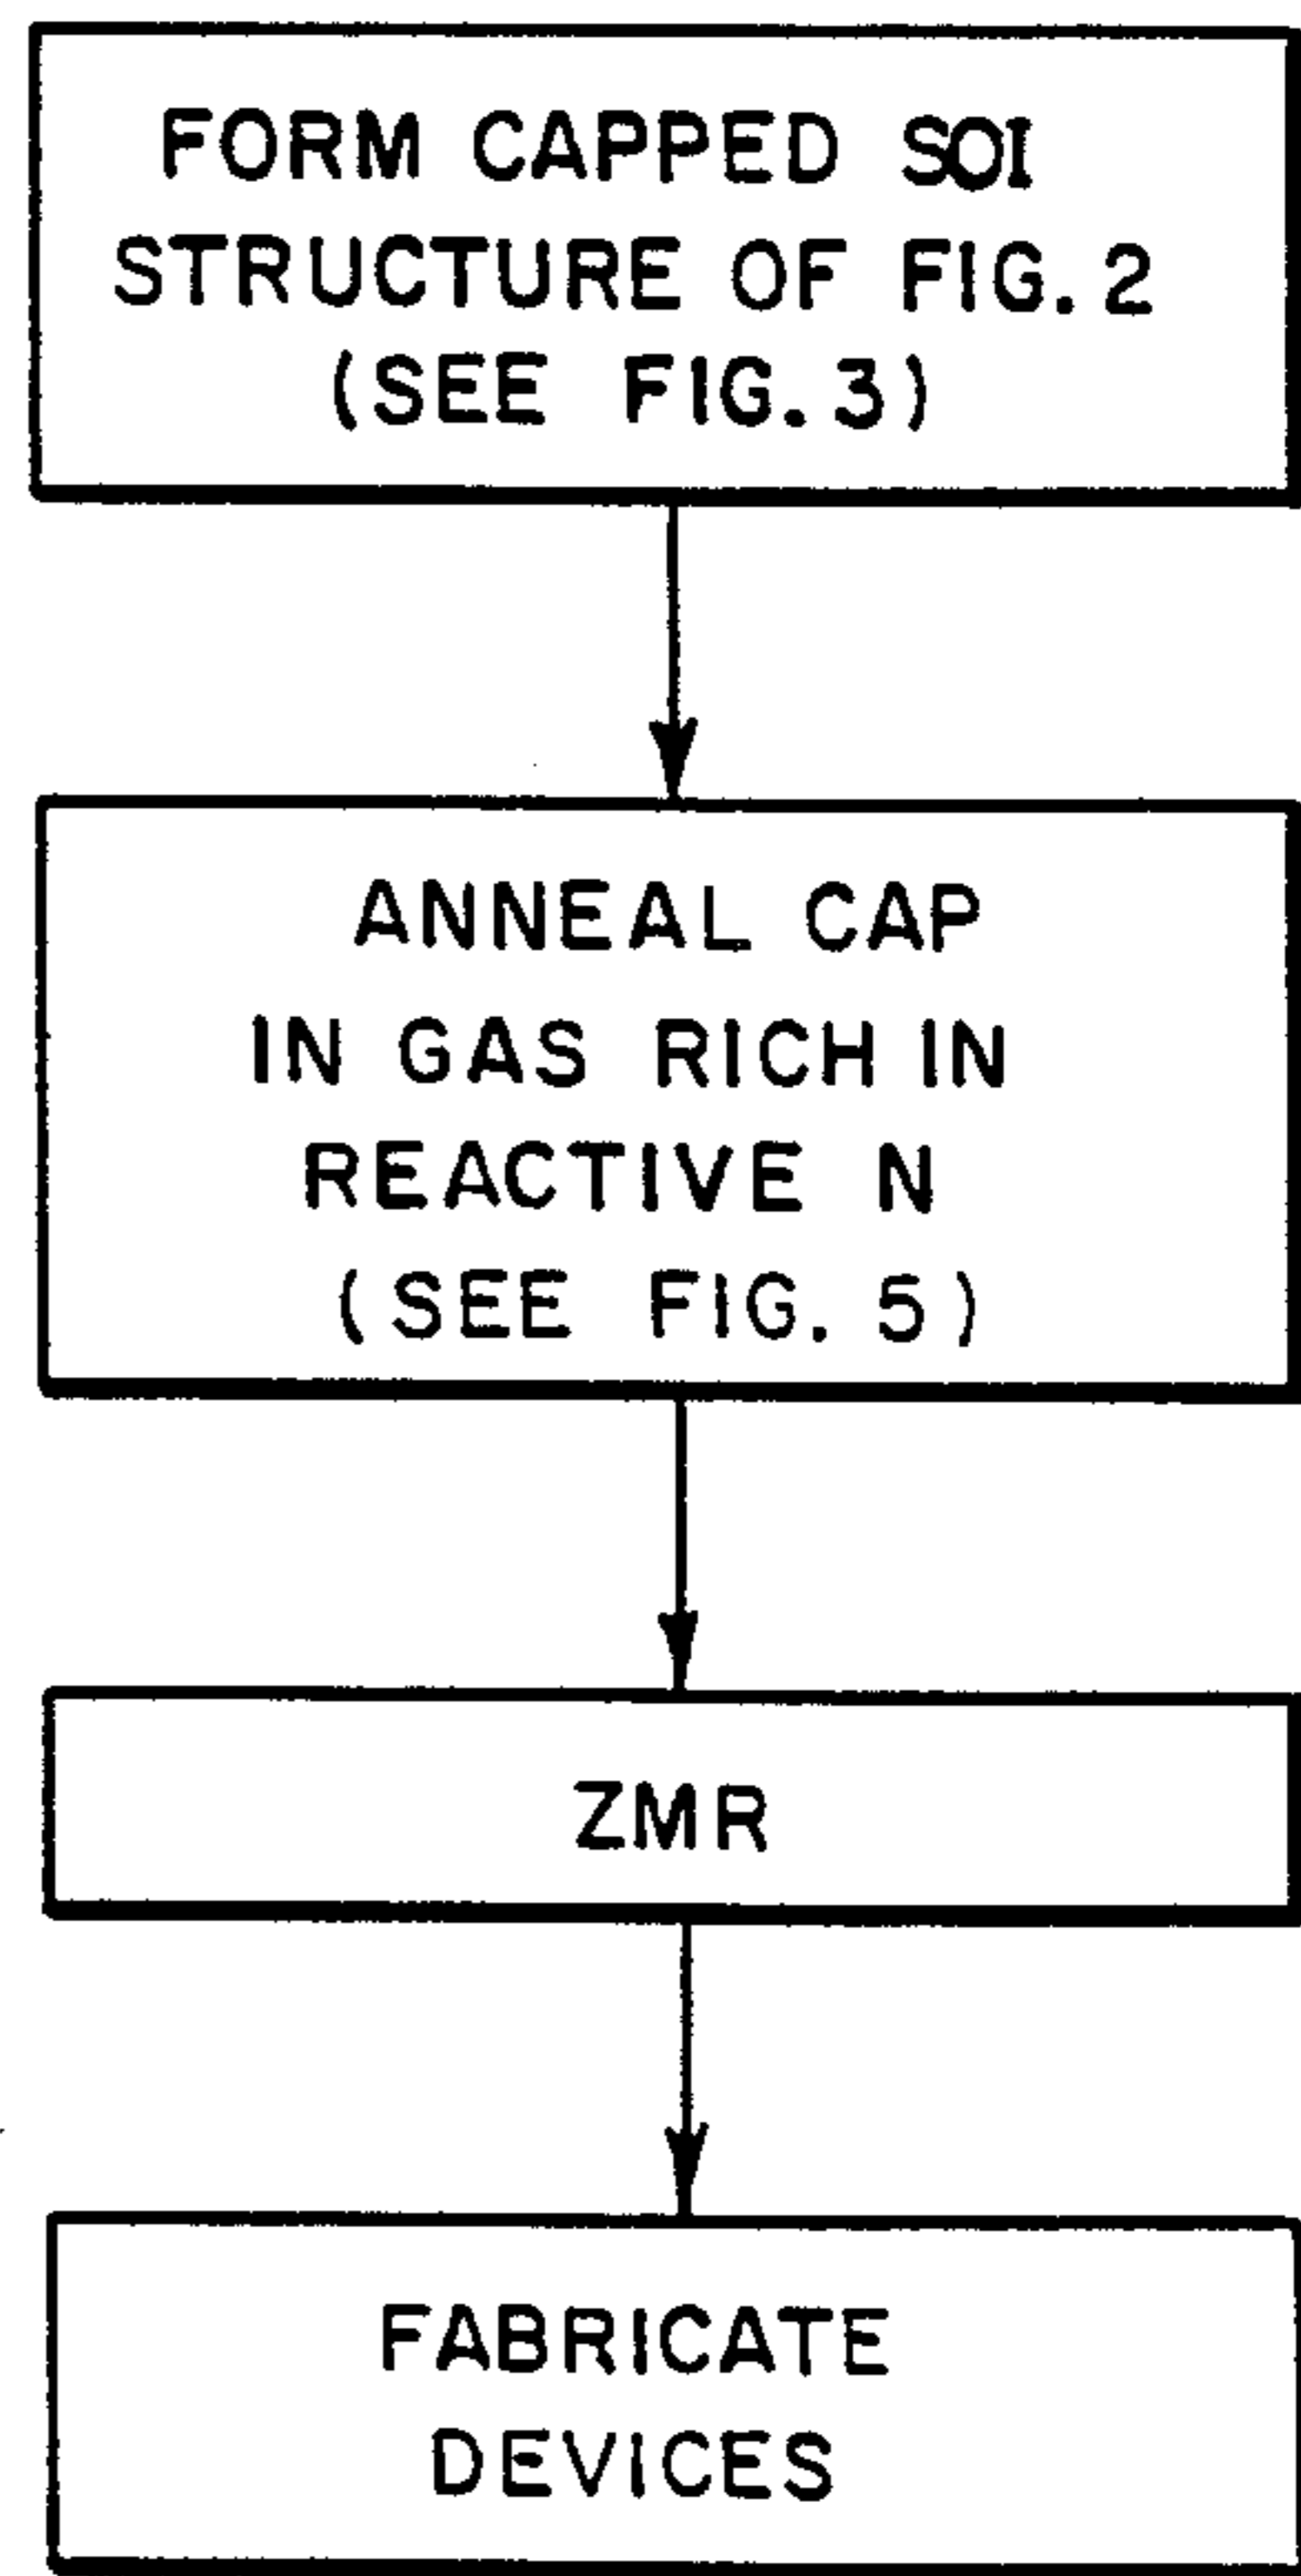 FORM CAPPED SOI
STRUCTURE OF FIG. 2
(SEE FIG. 3)
ANNEAL CAP
IN GAS RICH IN
REACTIVE N
(SEE FIG. 5)
ZMR
FABRICATE
DEVICES